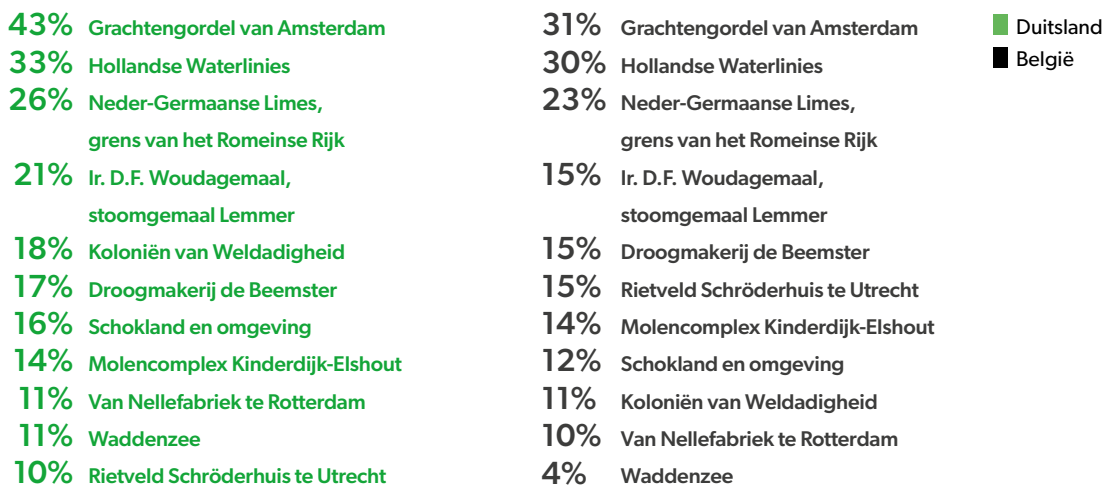 43% Grachtengordel van Amsterdam
33% Hollandse Waterlinies
26% Neder-Germaanse Limes,
grens van het Romeinse Rijk
21% Ir. D.F. Woudagemaal,
stoomgemaal Lemmer
18% Koloniën van Weldadigheid
17% Droogmakerij de Beemster
16% Schokland en omgeving
14% Molencomplex Kinderdijk-Elshout
11% Van Nellefabriek te Rotterdam
11% Waddenzee
10% Rietveld Schröderhuis te Utrecht
31% Grachtengordel van Amsterdam
30% Hollandse Waterlinies
23% Neder-Germaanse Limes,
grens van het Romeinse Rijk
15% Ir. D.F. Woudagemaal,
stoomgemaal Lemmer
15% Droogmakerij de Beemster
15% Rietveld Schröderhuis te Utrecht
14% Molencomplex Kinderdijk-Elshout
12% Schokland en omgeving
11% Koloniën van Weldadigheid
10% Van Nellefabriek te Rotterdam
4% Waddenzee
Duitsland
België